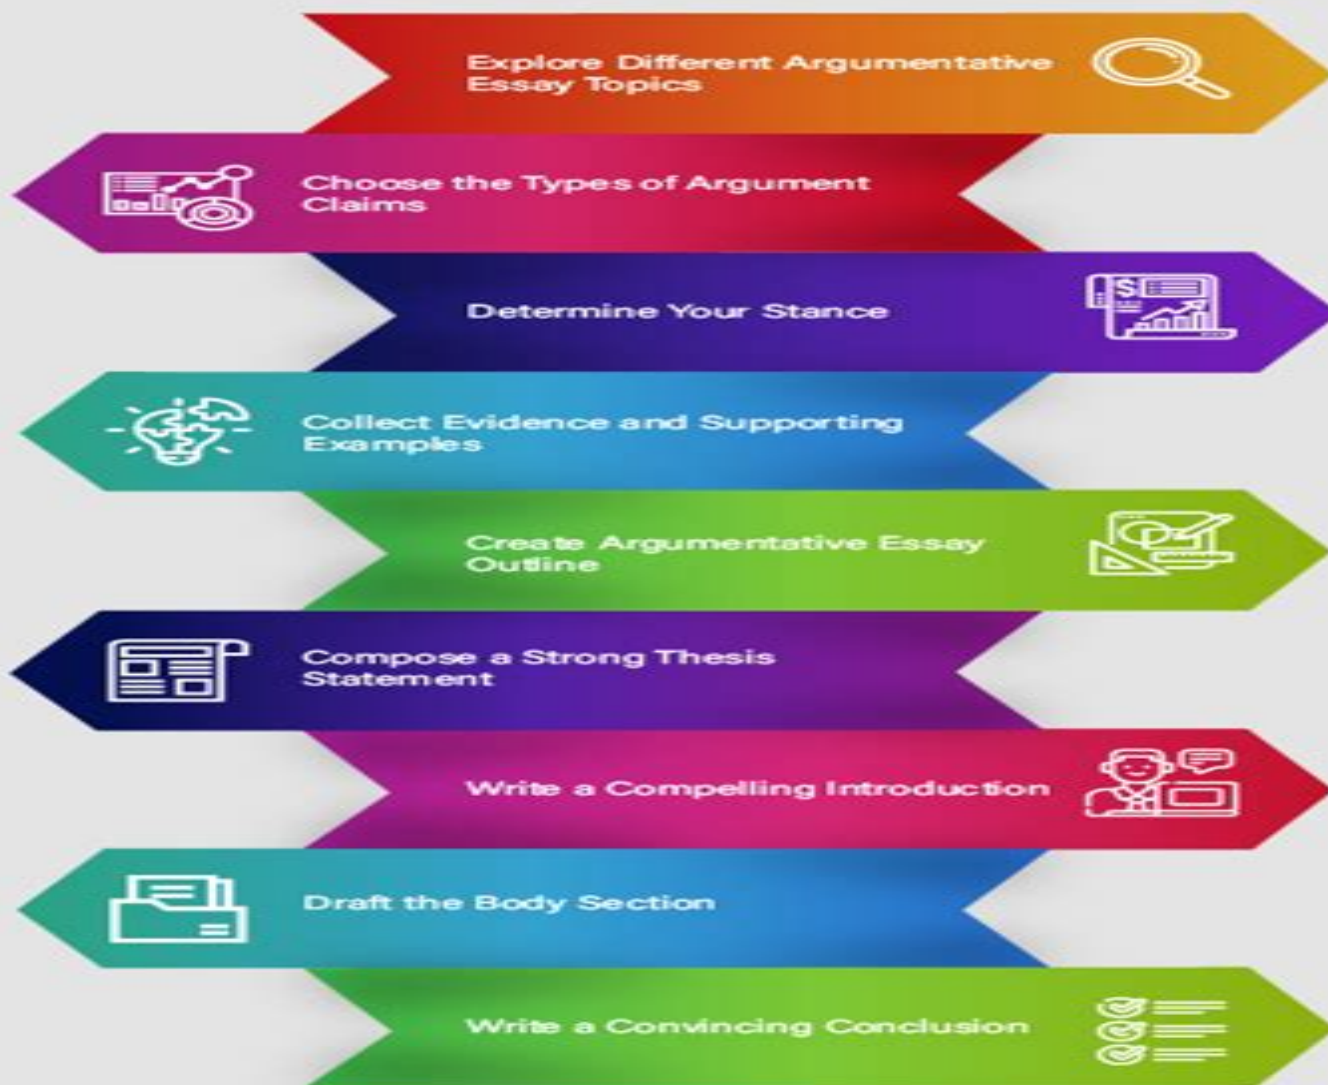 Explore Different Argumentative
Essay Topics
Choose the Types of Argument
Claims
Determine Your Stance
Collect Evidence and Supporting
Examples
Create Argumentative Essay
Outline
Compose a Strong Thesis
Statement
Write a Compelling Introduction
Draft the Body Section
Write a Convincing Conclusion